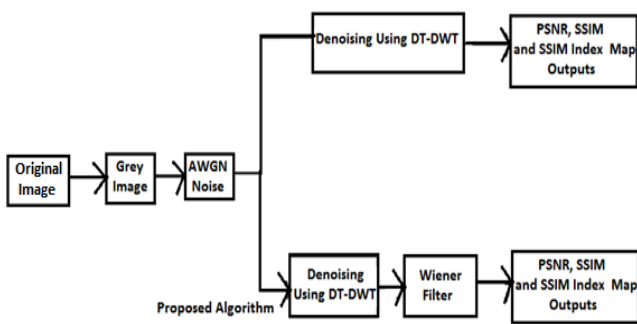 Denoising Using DT-DWT
PSNR, SSIM
and SSIM Index Map
Outputs
Original
Image
Grey
Image
AWGN
Noise
Denoising
Using DT-DWT
Wiener
Filter
PSNR, SSIM
and SSIM Index Map
Outputs
Proposed Algorithm